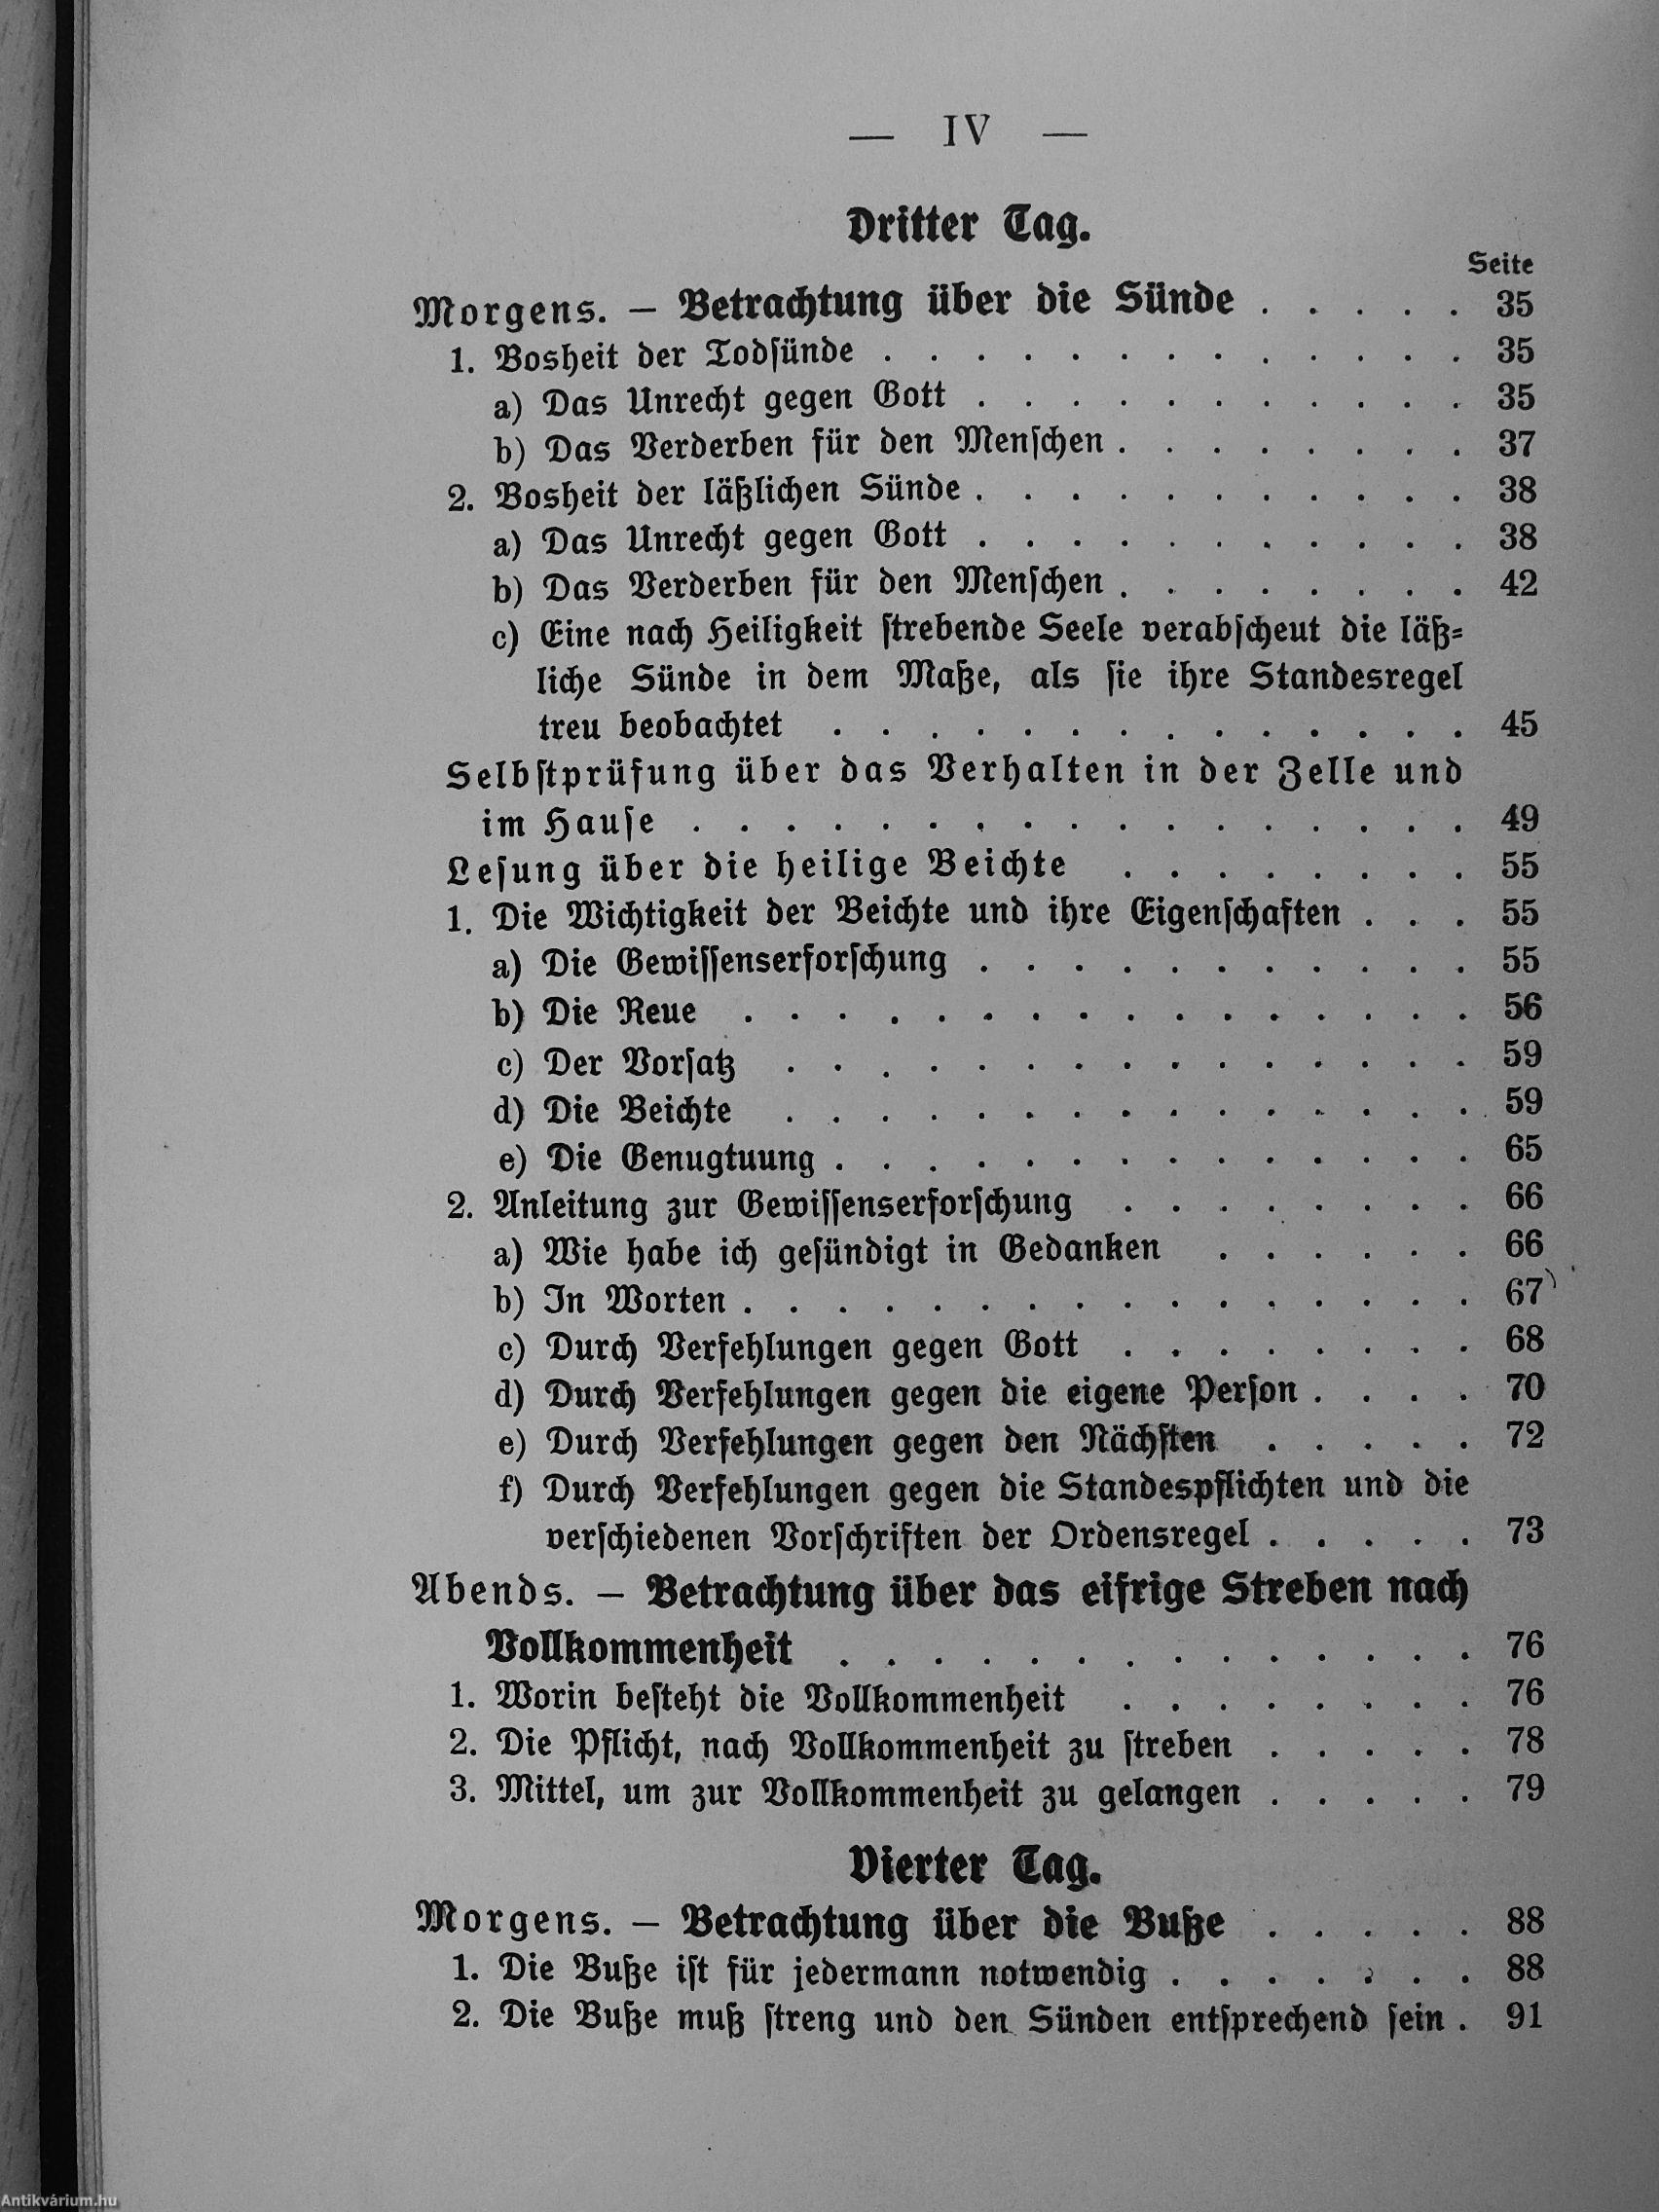 — IV —
Dritter Tag.
Seite
Morgens. — Betrachtung über die Sünde . . . . . 35
1. Bosheit der Todsünde . . . . . . . . . . . . . 35
a) Das Unrecht gegen Gott . . . . . . . . . . . 35
b) Das Verderben für den Menschen . . . . . . . . 37
2. Bosheit der läßlichen Sünde . . . . . . . . . . . 38
a) Das Unrecht gegen Gott . . . . . . . . . . . 38
b) Das Verderben für den Menschen . . . . . . . . 42
c) Eine nach Heiligkeit strebende Seele verabscheut die läß-
liche Sünde in dem Maße, als sie ihre Standesregel
treu beobachtet . . . . . . . . . . . . . . 45
Selbstprüfung über das Verhalten in der Zelle und
im Hause . . . . . . . . . . . . . . . . . 49
Lesung über die heilige Beichte . . . . . . . . 55
1. Die Wichtigkeit der Beichte und ihre Eigenschaften . . . 55
a) Die Gewissenserforschung . . . . . . . . . . . 55
b) Die Reue . . . . . . . . . . . . . . . . 56
c) Der Vorsatz . . . . . . . . . . . . . . . 59
d) Die Beichte . . . . . . . . . . . . . . . 59
e) Die Genugtuung . . . . . . . . . . . . . . 65
2. Anleitung zur Gewissenserforschung . . . . . . . . 66
a) Wie habe ich gesündigt in Gedanken . . . . . . 66
b) In Worten . . . . . . . . . . . . . . . . 67
c) Durch Verfehlungen gegen Gott . . . . . . . . 68
d) Durch Verfehlungen gegen die eigene Person . . . . 70
e) Durch Verfehlungen gegen den Nächsten . . . . . 72
f) Durch Verfehlungen gegen die Standespflichten und die
verschiedenen Vorschriften der Ordensregel . . . . . 73
Abends. — Betrachtung über das eifrige Streben nach
Vollkommenheit . . . . . . . . . . . . . . 76
1. Worin besteht die Vollkommenheit . . . . . . . . 76
2. Die Pflicht, nach Vollkommenheit zu streben . . . . . 78
3. Mittel, um zur Vollkommenheit zu gelangen . . . . . 79
Vierter Tag.
Morgens. — Betrachtung über die Buße . . . . . 88
1. Die Buße ist für jedermann notwendig . . . . . . . 88
2. Die Buße muß streng und den Sünden entsprechend sein . 91
Antikvárium.hu